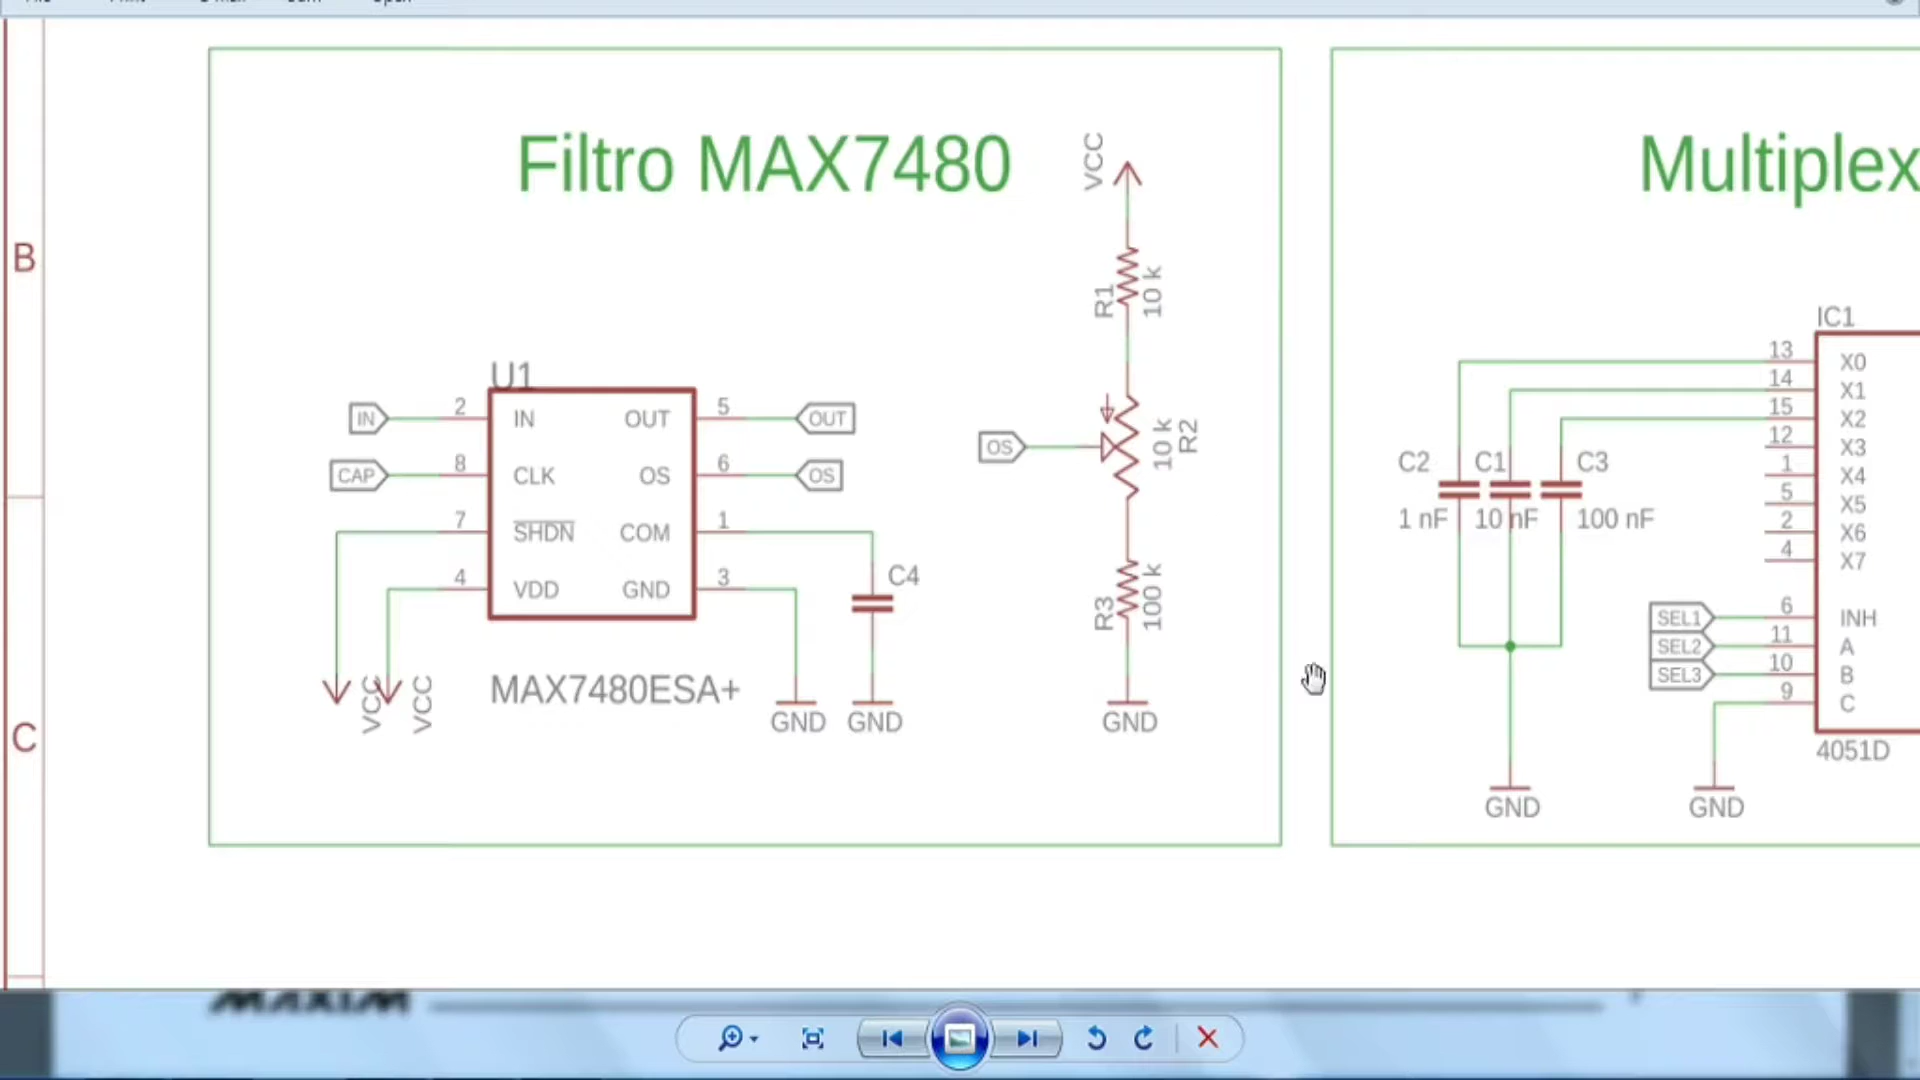 Filtro MAX7480
Multiplex
VCC
R1
10 k
10 k
R2
OS
R3
100 k
GND
U1
IN
2
IN
OUT
5
OUT
CAP
8
CLK
OS
6
OS
7
SHDN
COM
1
4
VDD
GND
3
C4
VCC
VCC
MAX7480ESA+
GND
GND
B
C
IC1
13
X0
14
X1
15
X2
12
X3
1
X4
5
X5
2
X6
4
X7
C2
C1
C3
1 nF
10 nF
100 nF
SEL1
6
INH
SEL2
11
A
SEL3
10
B
9
C
4051D
GND
GND
MAXIM